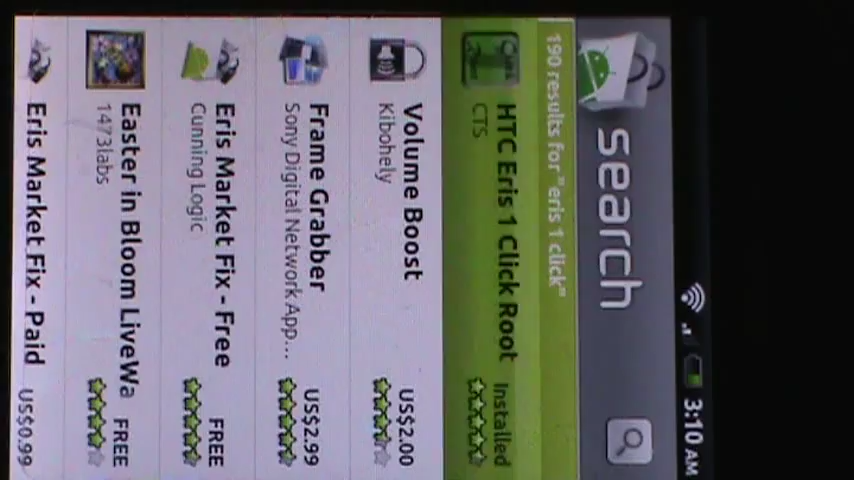 3:10 AM
search
190 results for "eris 1 click"
HTC Eris 1 Click Root
CTS
Installed
Volume Boost
Kibohely
US$2.00
Frame Grabber
Sony Digital Network App...
US$2.99
Eris Market Fix - Free
Cunning Logic
FREE
Easter in Bloom LiveWa
1473labs
FREE
Eris Market Fix - Paid
US$0.99